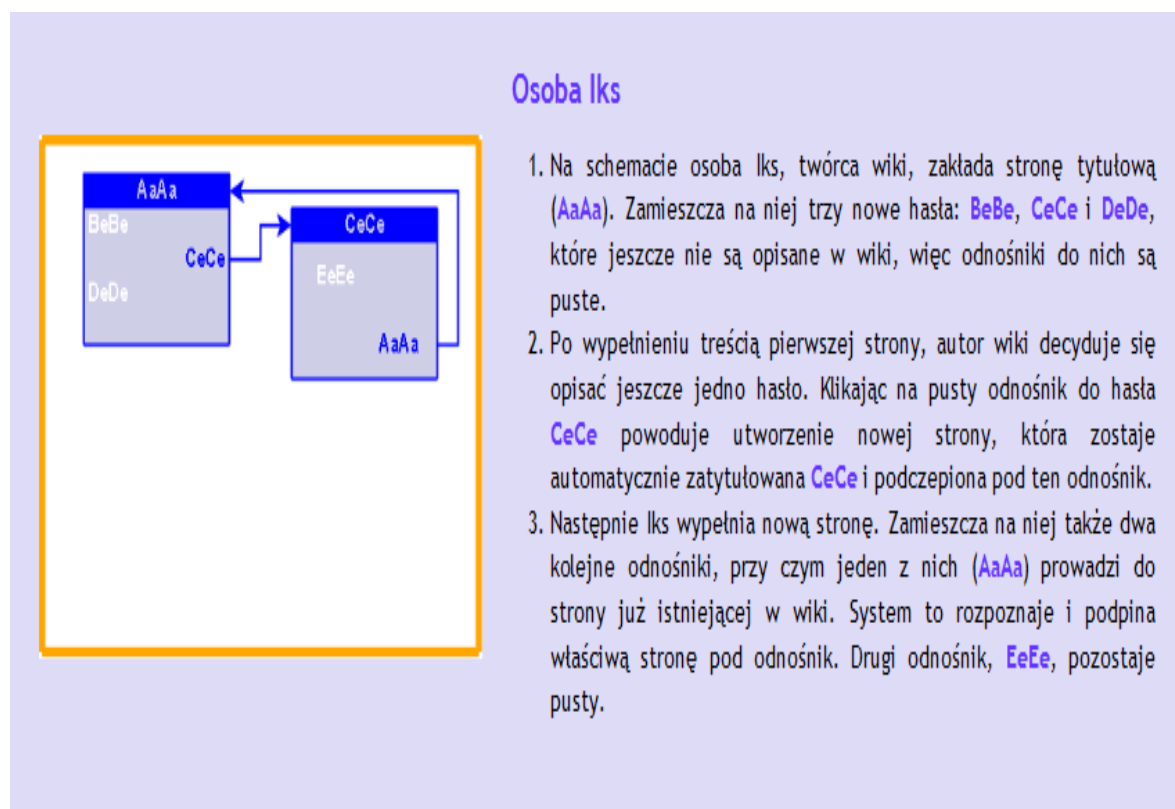 Osoba Iks
AaAa
BeBe
CeCe
DeDe
CeCe
EeEe
AaAa
1. Na schemacie osoba Iks, twórca wiki, zakłada stronę tytułową
(AaAa). Zamieszcza na niej trzy nowe hasła: BeBe, CeCe i DeDe,
które jeszcze nie są opisane w wiki, więc odnośniki do nich są
puste.
2. Po wypełnieniu treścią pierwszej strony, autor wiki decyduje się
opisać jeszcze jedno hasło. Klikając na pusty odnośnik do hasła
CeCe powoduje utworzenie nowej strony, która zostaje
automatycznie zatytułowana CeCe i podczepiona pod ten odnośnik.
3. Następnie Iks wypełnia nową stronę. Zamieszcza na niej także dwa
kolejne odnośniki, przy czym jeden z nich (AaAa) prowadzi do
strony już istniejącej w wiki. System to rozpoznaje i podpina
właściwą stronę pod odnośnik. Drugi odnośnik, EeEe, pozostaje
pusty.